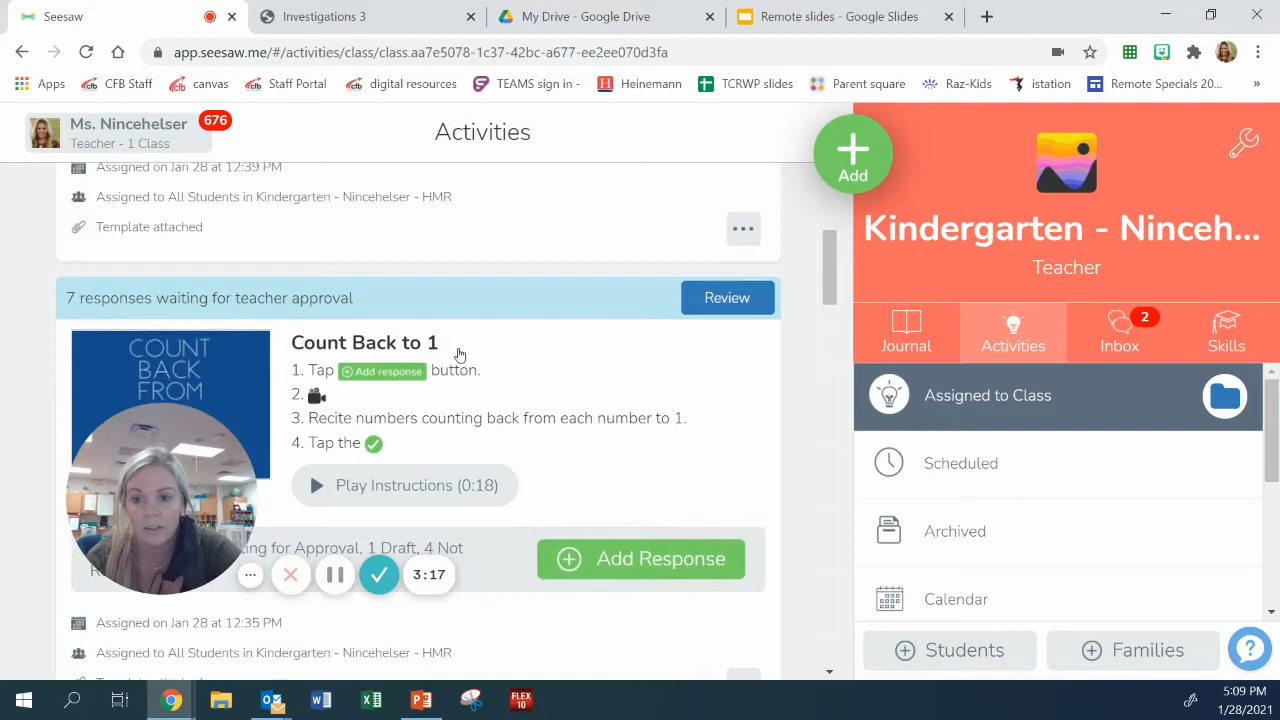 Seesaw
Investigations 3
My Drive - Google Drive
Remote slides - Google Slides
app.seesaw.me/#/activities/class/class.aa7e5078-1c37-42bc-a677-ee2ee070d3fa
Apps
CFB Staff
canvas
Staff Portal
digital resources
TEAMS sign in -
Heinemann
TCRWP slides
Parent square
Raz-Kids
istation
Remote Specials 20...
Ms. Nincehelser
Teacher - 1 Class
676
Activities
Add
Assigned on Jan 28 at 12:39 PM
Assigned to All Students in Kindergarten - Nincehelser - HMR
Template attached
7 responses waiting for teacher approval
Review
COUNT
BACK
FROM
Count Back to 1
1. Tap Add response button.
2.
3. Recite numbers counting back from each number to 1.
4. Tap the
Play Instructions (0:18)
for Approval, 1 Draft, 4 Not
Add Response
3:17
Assigned on Jan 28 at 12:35 PM
Assigned to All Students in Kindergarten - Nincehelser - HMR
Kindergarten - Ninceh...
Teacher
Journal
Activities
Inbox
2
Skills
Assigned to Class
Scheduled
Archived
Calendar
Students
Families
FLEX
10
5:09 PM
1/28/2021